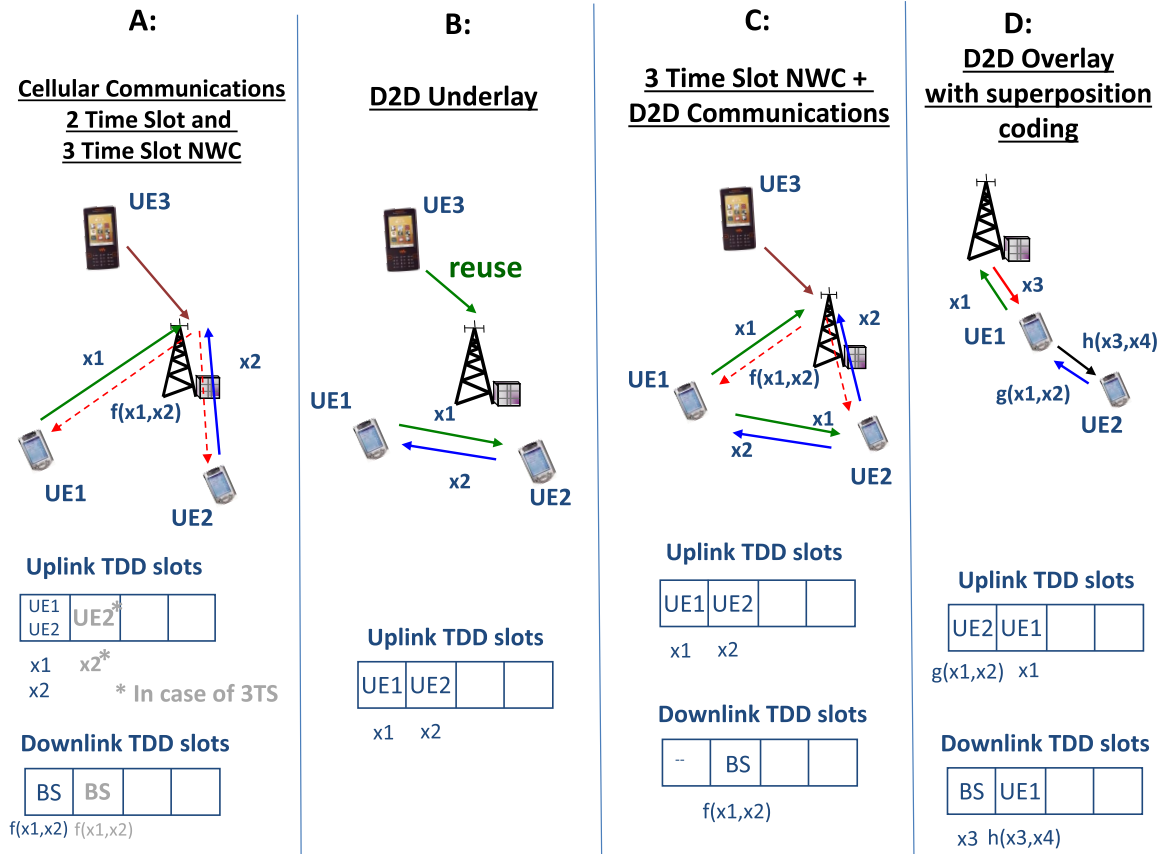 A:
Cellular Communications
2 Time Slot and
3 Time Slot NWC
UE3
x1
x2
f(x1,x2)
UE1
UE2
Uplink TDD slots
UE1
UE2
UE2*
x1
x2
x2*
* In case of 3TS
Downlink TDD slots
BS
BS
f(x1,x2)
f(x1,x2)
B:
D2D Underlay
UE3
reuse
UE1
x1
x2
UE2
Uplink TDD slots
UE1
UE2
x1
x2
C:
3 Time Slot NWC +
D2D Communications
UE3
x1
x2
UE1
f(x1,x2)
x1
x2
UE2
Uplink TDD slots
UE1
UE2
x1
x2
Downlink TDD slots
--
BS
f(x1,x2)
D:
D2D Overlay
with superposition
coding
x1
x3
UE1
h(x3,x4)
g(x1,x2)
UE2
Uplink TDD slots
UE2
UE1
g(x1,x2)
x1
Downlink TDD slots
BS
UE1
x3
h(x3,x4)